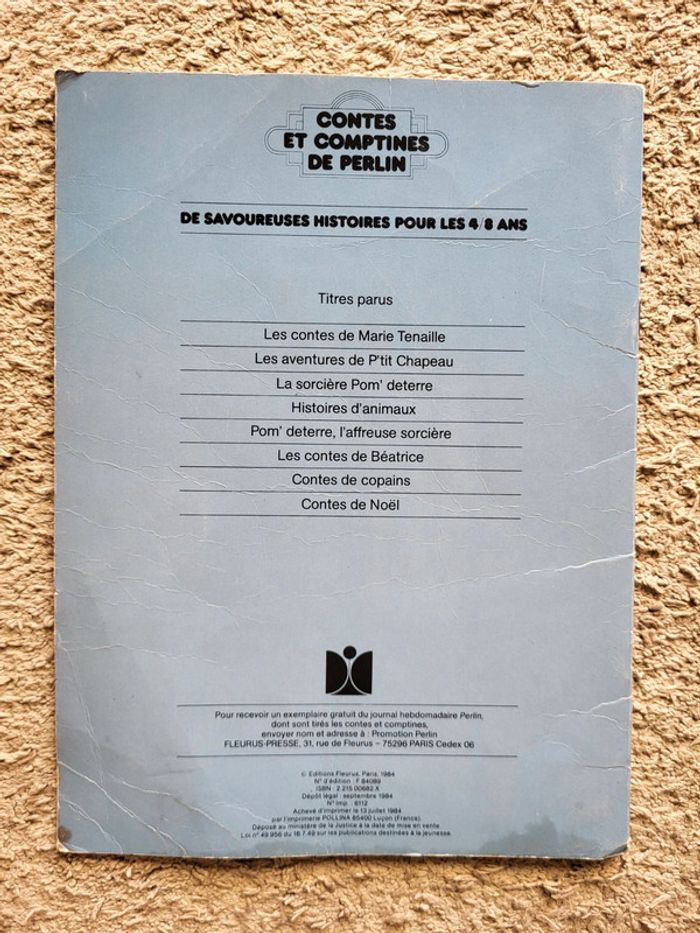 CONTES
ET COMPTINES
DE PERLIN
DE SAVOUREUSES HISTOIRES POUR LES 4/8 ANS
Titres parus
Les contes de Marie Tenaille
Les aventures de P'tit Chapeau
La sorcière Pom' deterre
Histoires d'animaux
Pom' deterre, l'affreuse sorcière
Les contes de Béatrice
Contes de copains
Contes de Noël
Pour recevoir un exemplaire gratuit du journal hebdomadaire Perlin,
dont sont tirés les contes et comptines,
envoyer nom et adresse à : Promotion Perlin
FLEURUS-PRESSE, 31, rue de Fleurus – 75296 PARIS Cedex 06
© Editions Fleurus, Paris, 1984
N° d'édition : F 84089
ISBN : 2 215 00682 X
Dépôt légal : septembre 1984
N° Imp. : 6112
Achevé d'imprimer le 13 juillet 1984
par l'imprimerie POLLINA 85400 Luçon (France).
Déposé au ministère de la Justice à la date de mise en vente.
Loi n° 49.956 du 16.7.49 sur les publications destinées à la jeunesse.